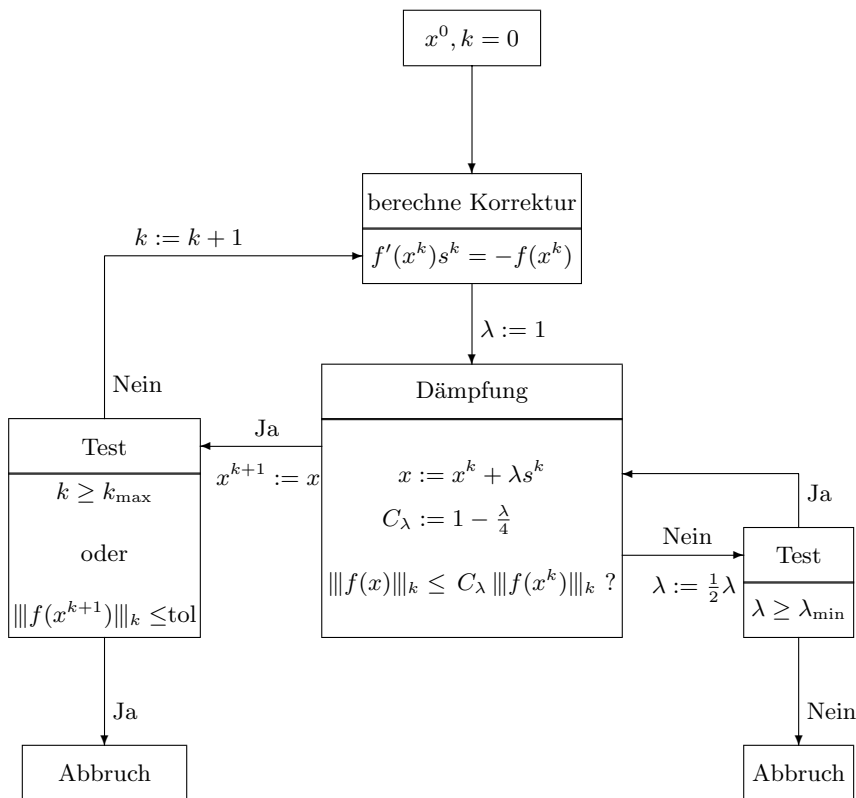 x^0, k = 0
berechne Korrektur
f′(x^k)s^k = −f(x^k)
k := k + 1
λ := 1
Dämpfung
x := x^k + λs^k
C_λ := 1 − λ/4
|||f(x)|||_k ≤ C_λ |||f(x^k)|||_k ?
Nein
Test
k ≥ k_max
oder
|||f(x^{k+1})|||_k ≤tol
Ja
x^{k+1} := x
Ja
Abbruch
Nein
λ := ½λ
Ja
Test
λ ≥ λ_min
Nein
Abbruch